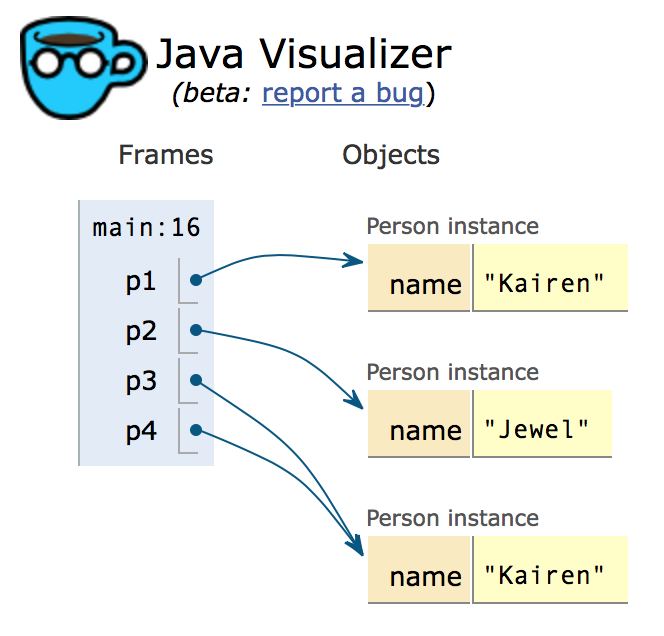 Java Visualizer
(beta: report a bug)
Frames Objects
main:16
p1
p2
p3
p4
Person instance
name "Kairen"
Person instance
name "Jewel"
Person instance
name "Kairen"